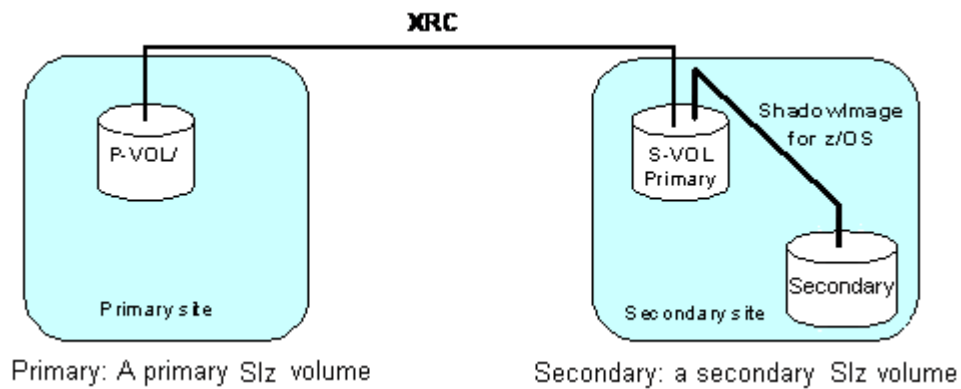 XRC
P-VOL/
Primary site
S-VOL
Primary
ShadowImage
for z/OS
Secondary
Secondary site
Primary: A primary SIz volume
Secondary: a secondary SIz volume